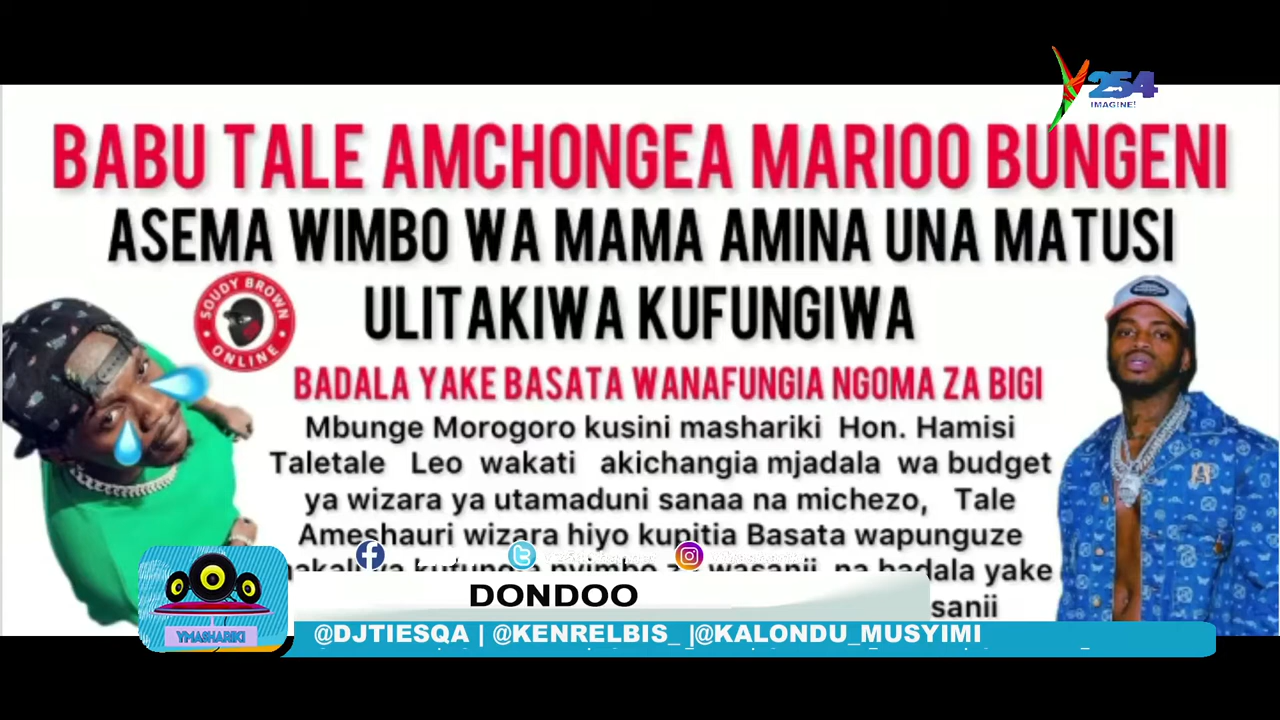 Y254
IMAGINE!
BABU TALE AMCHONGEA MARIOO BUNGENI
ASEMA WIMBO WA MAMA AMINA UNA MATUSI
ULITAKIWA KUFUNGIWA
SOUDY BROWN
ONLINE
BADALA YAKE BASATA WANAFUNGIA NGOMA ZA BIGI
Mbunge Morogoro kusini mashariki Hon. Hamisi
Taletale Leo wakati akichangia mjadala wa budget
ya wizara ya utamaduni sanaa na michezo, Tale
Ameshauri wizara hiyo kupitia Basata wapunguze
kufungia nyimbo za wasanii na badala yake
sanii
DONDOO
YMASHARIKI
@DJTIESQA | @KENRELBIS_ |@KALONDU_MUSYIMI